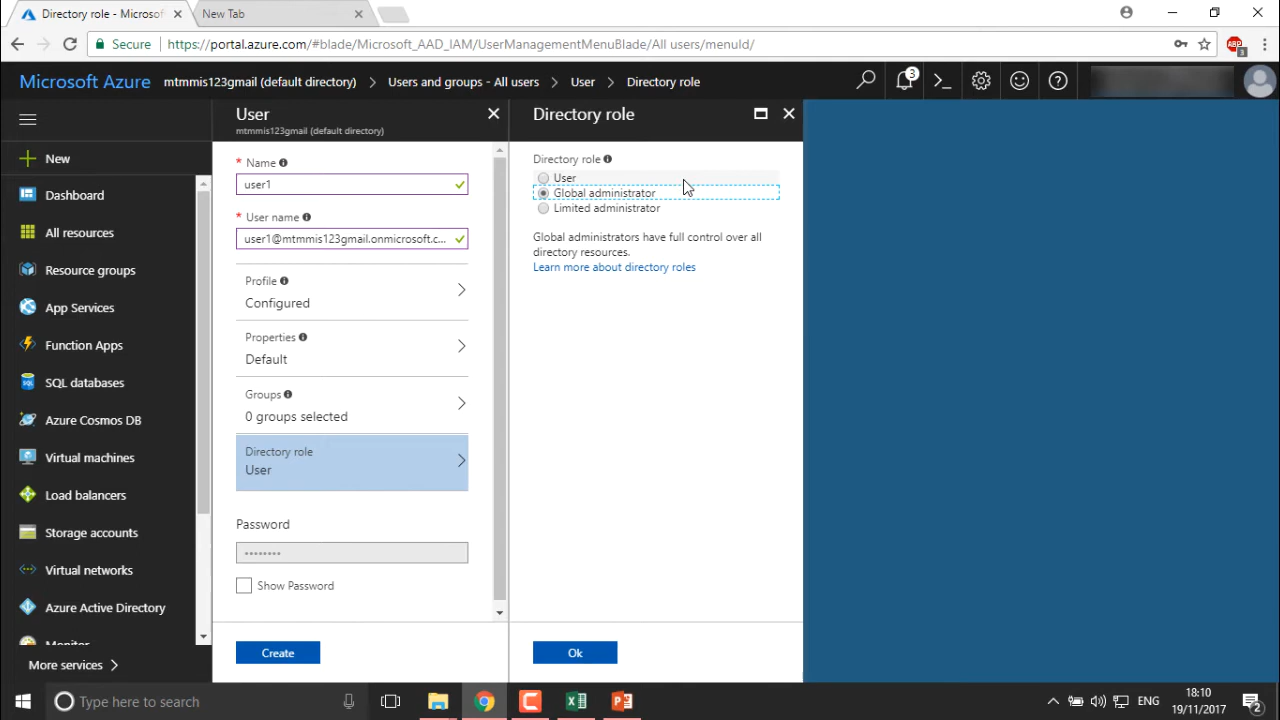 Directory role - Microsof
New Tab
Secure
https://portal.azure.com/#blade/Microsoft_AAD_IAM/UserManagementMenuBlade/All users/menuId/
ABP
3
Microsoft Azure
mtmmis123gmail (default directory)
Users and groups - All users
User
Directory role
3
New
Dashboard
All resources
Resource groups
App Services
Function Apps
SQL databases
Azure Cosmos DB
Virtual machines
Load balancers
Storage accounts
Virtual networks
Azure Active Directory
Monitor
More services
User
mtmmis123gmail (default directory)
* Name
user1
* User name
user1@mtmmis123gmail.onmicrosoft.c...
Profile
Configured
Properties
Default
Groups
0 groups selected
Directory role
User
Password
••••••••
Show Password
Create
Directory role
Directory role
User
Global administrator
Limited administrator
Global administrators have full control over all
directory resources.
Learn more about directory roles
Ok
Type here to search
ENG
18:10
19/11/2017
2